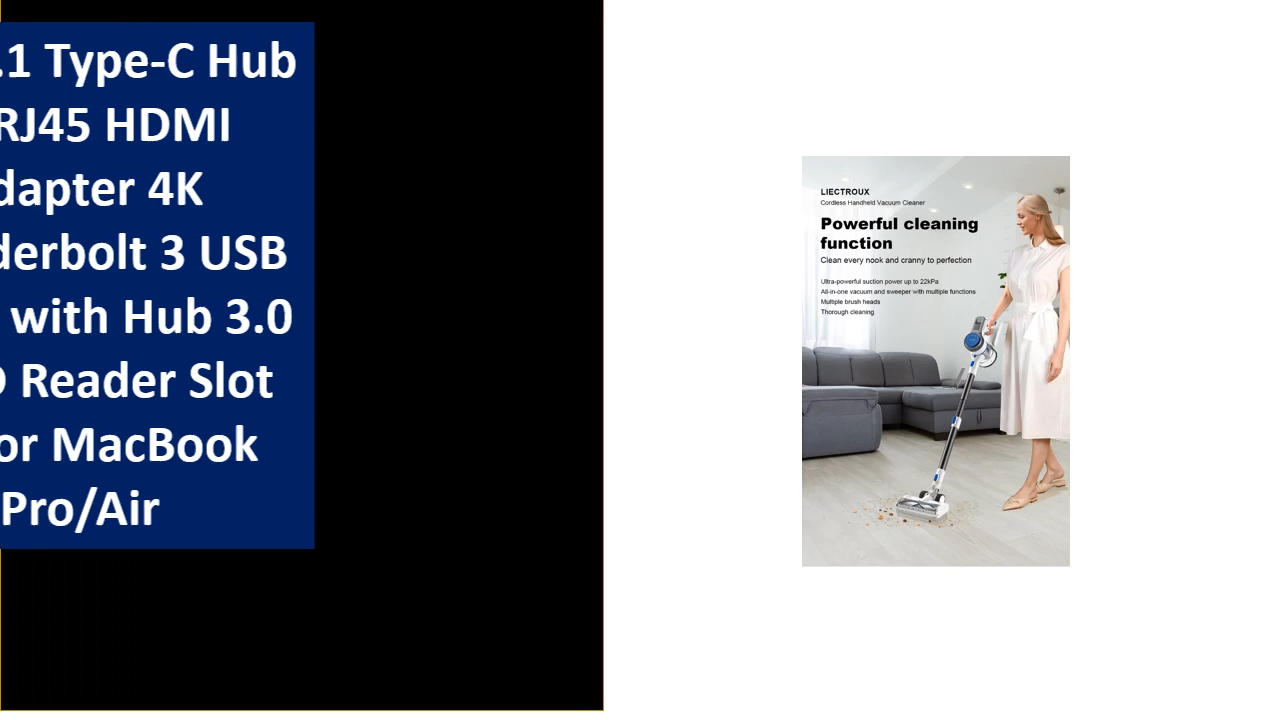 .1 Type-C Hub
RJ45 HDMI
dapter 4K
derbolt 3 USB
with Hub 3.0
Reader Slot
or MacBook
Pro/Air
LIECTROUX
Cordless Handheld Vacuum Cleaner
Powerful cleaning
function
Clean every nook and cranny to perfection
Ultra-powerful suction power up to 22kPa
All-in-one vacuum and sweeper with multiple functions
Multiple brush heads
Thorough cleaning